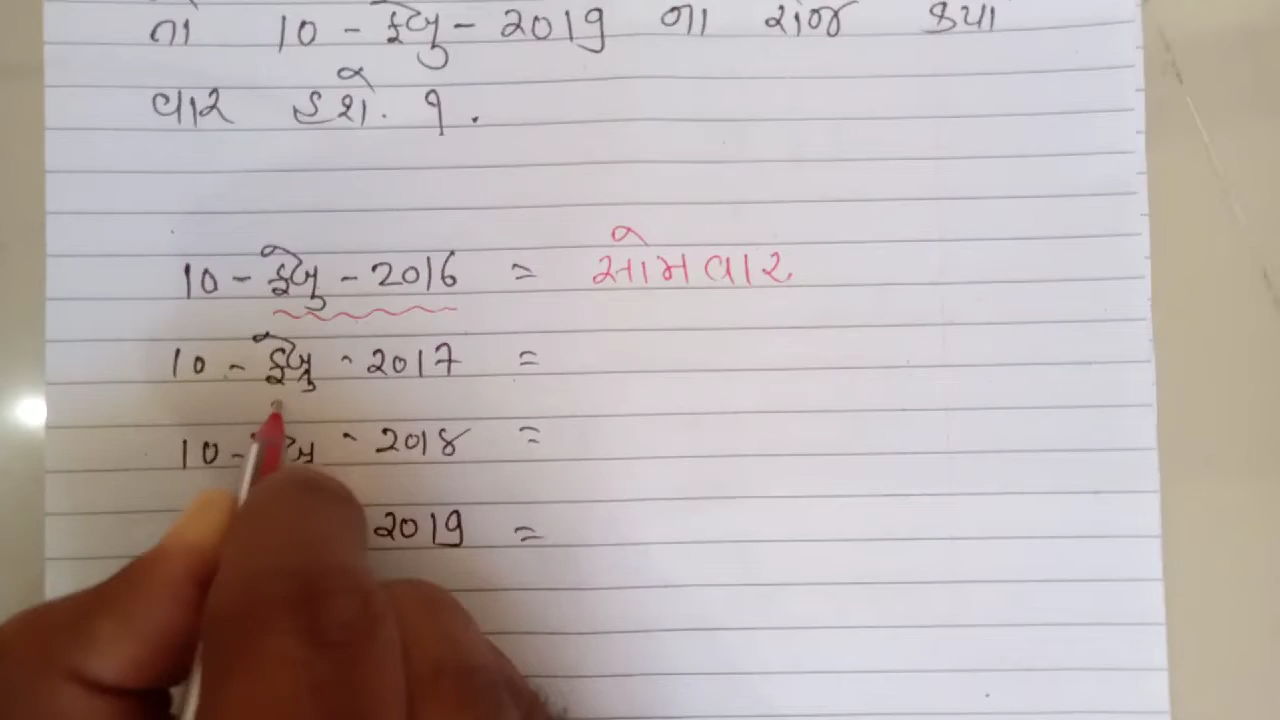 તો 10 - ફેબ્રુ - 2019 ના રોજ કયા
વાર હશે. ?.
10 - ફેબ્રુ - 2016 = સોમવાર
10 - ફેબ્રુ - 2017 =
10 - ફેબ્રુ - 2018 =
2019 =